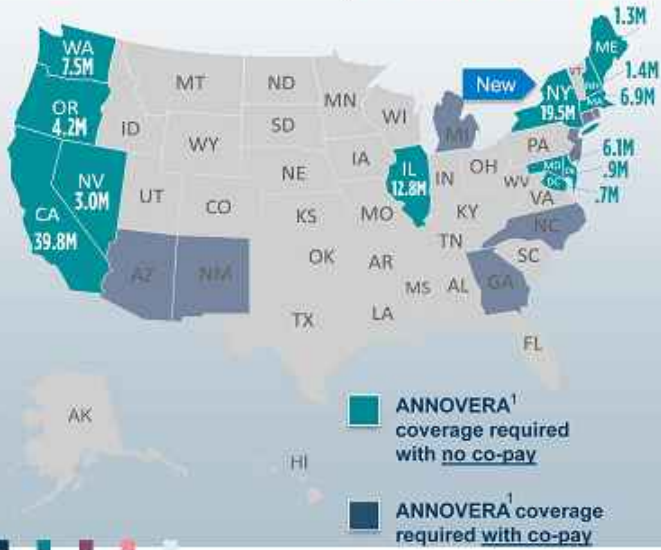 1.3M
WA
7.5M
ME
MT
ND
1.4M
MN
New
NY
19.5M
NH
MA
6.9M
OR
4.2M
ID
SD
WI
MI
WY
PA
6.1M
IA
NE
IL
12.8M
IN
OH
MD
DE
DC
.9M
.7M
NV
3.0M
UT
CO
WV
VA
CA
39.8M
KS
MO
KY
NC
TN
AZ
NM
OK
AR
SC
MS
AL
GA
TX
LA
FL
AK
HI
ANNOVERA¹
coverage required
with no co-pay
ANNOVERA¹ coverage
required with co-pay